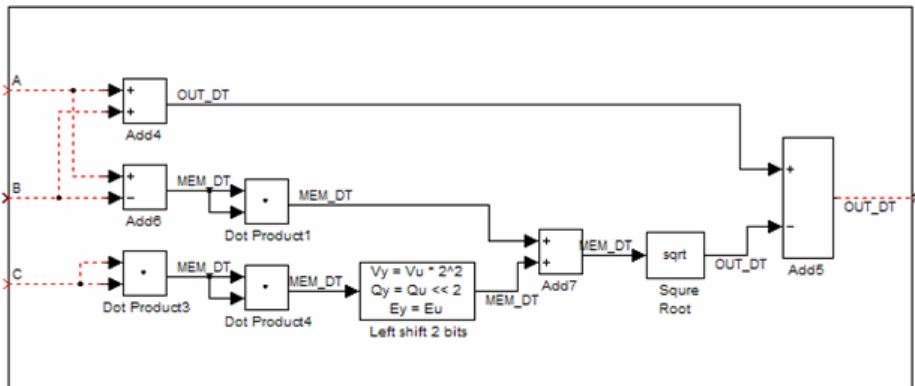 A
+
+
OUT_DT
Add4
+
OUT_DT
B
+
−
MEM_DT
Add6
MEM_DT
Dot Product1
+
+
MEM_DT
Add7
sqrt
Squre
Root
OUT_DT
−
Add5
C
MEM_DT
Dot Product3
MEM_DT
Dot Product4
Vy = Vu * 2^2
Qy = Qu << 2
Ey = Eu
Left shift 2 bits
MEM_DT